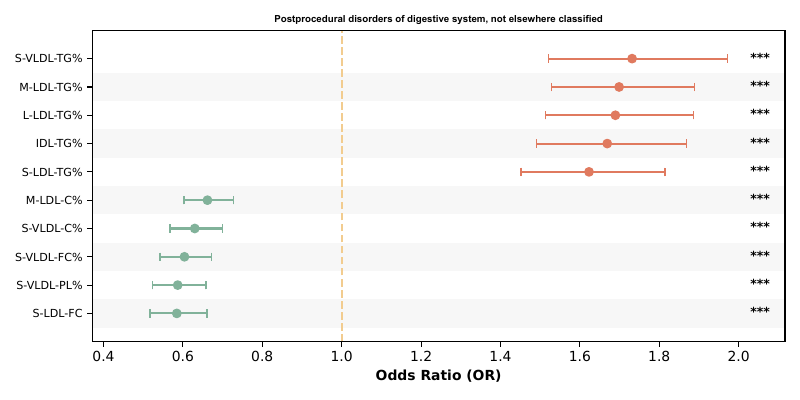 Postprocedural disorders of digestive system, not elsewhere classified
S-VLDL-TG% ***
M-LDL-TG% ***
L-LDL-TG% ***
IDL-TG% ***
S-LDL-TG% ***
M-LDL-C% ***
S-VLDL-C% ***
S-VLDL-FC% ***
S-VLDL-PL% ***
S-LDL-FC ***
0.4 0.6 0.8 1.0 1.2 1.4 1.6 1.8 2.0
Odds Ratio (OR)